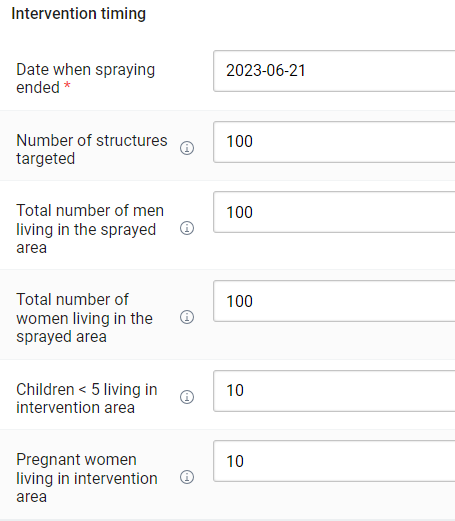 Intervention timing
Date when spraying
ended *
2023-06-21
Number of structures
targeted
100
Total number of men
living in the sprayed
area
100
Total number of
women living in the
sprayed area
100
Children < 5 living in
intervention area
10
Pregnant women
living in intervention
area
10